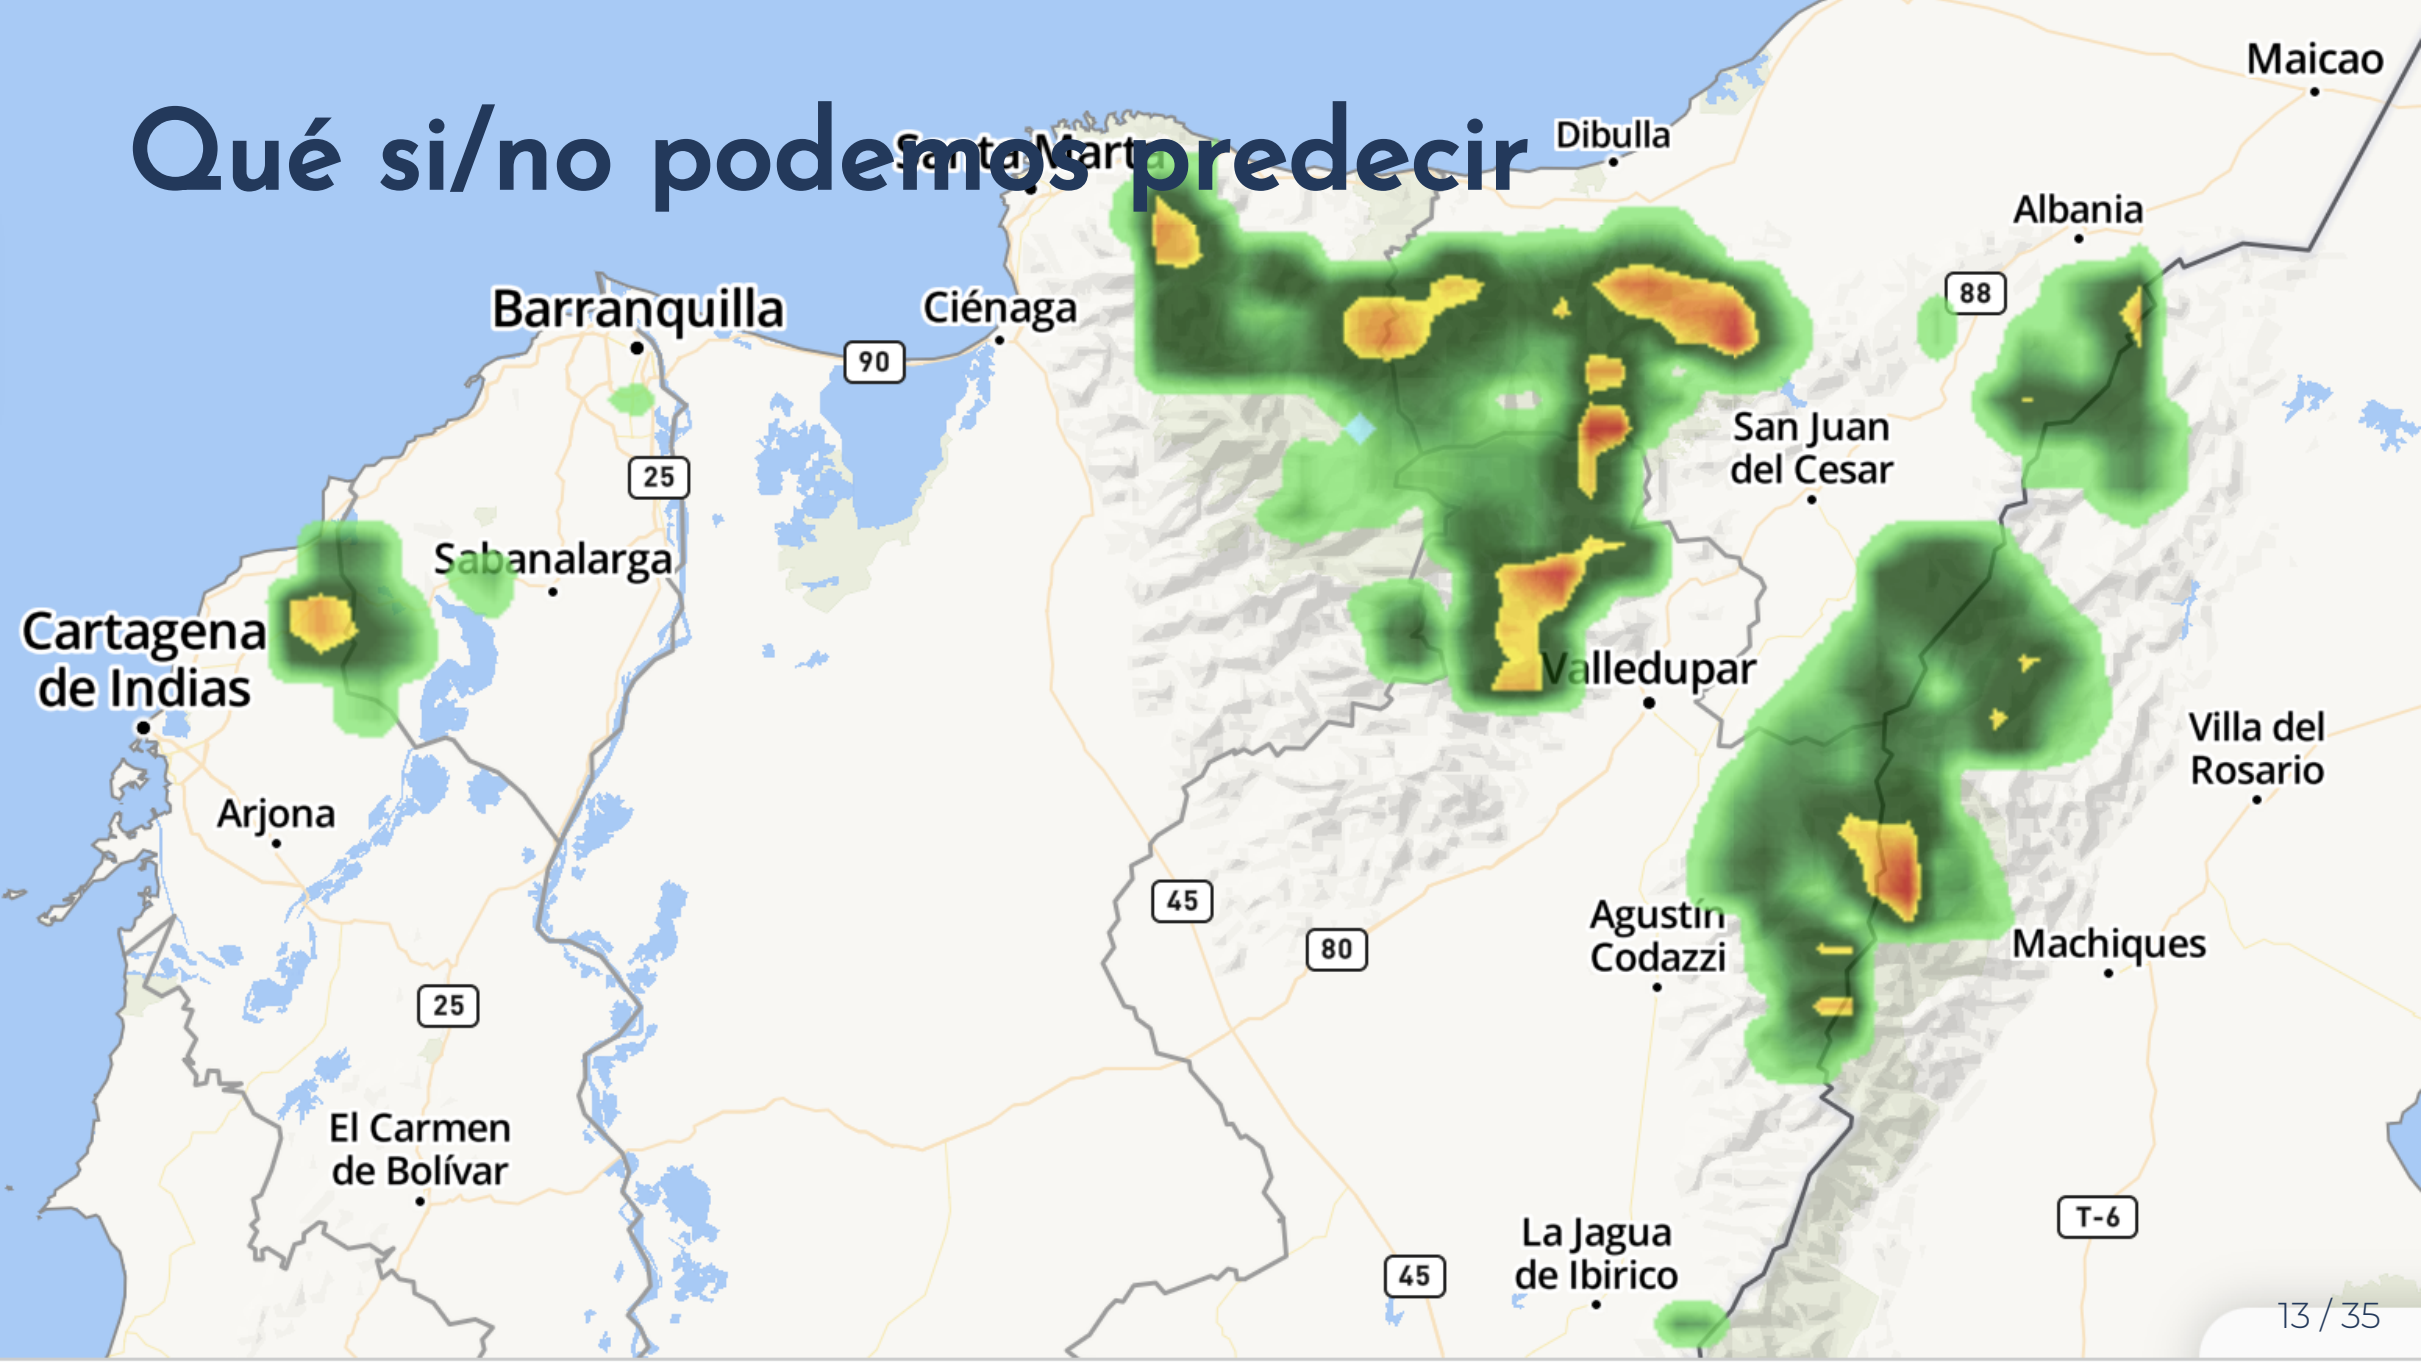 Qué si/no podemos predecir
Maicao
Santa Marta
Dibulla
Albania
88
Barranquilla
Ciénaga
90
San Juan
del Cesar
25
Sabanalarga
Cartagena
de Indias
Valledupar
Villa del
Rosario
Arjona
45
80
Agustín
Codazzi
Machiques
25
El Carmen
de Bolívar
La Jagua
de Ibirico
45
T-6
13 / 35